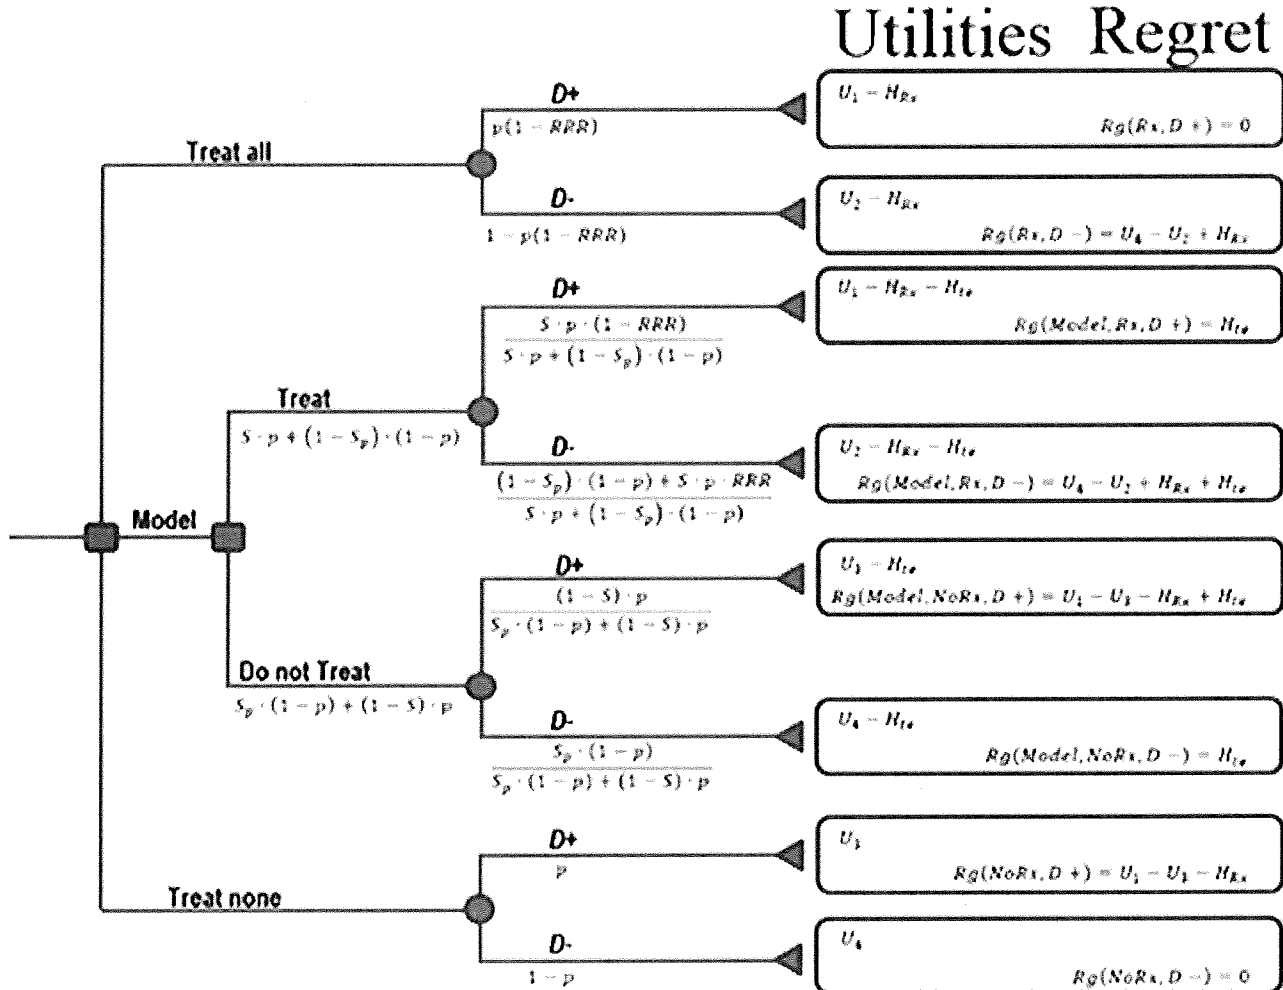 Utilities Regret
D+
p(1 − RRR)
U₁ − H_Rx
Rg(Rx, D +) = 0
Treat all
D-
1 − p(1 − RRR)
U₂ − H_Rx
Rg(Rx, D −) = U₄ − U₂ + H_Rx
D+
S · p · (1 − RRR)
S · p + (1 − S_p) · (1 − p)
U₁ − H_Rx − H_te
Rg(Model, Rx, D +) = H_te
Treat
S · p + (1 − S_p) · (1 − p)
D-
(1 − S_p) · (1 − p) + S · p · RRR
S · p + (1 − S_p) · (1 − p)
U₂ − H_Rx − H_te
Rg(Model, Rx, D −) = U₄ − U₂ + H_Rx + H_te
Model
D+
(1 − S) · p
S_p · (1 − p) + (1 − S) · p
U₃ − H_te
Rg(Model, NoRx, D +) = U₁ − U₃ − H_Rx + H_te
Do not Treat
S_p · (1 − p) + (1 − S) · p
D-
S_p · (1 − p)
S_p · (1 − p) + (1 − S) · p
U₄ − H_te
Rg(Model, NoRx, D −) = H_te
D+
p
U₃
Rg(NoRx, D +) = U₁ − U₃ − H_Rx
Treat none
D-
1 − p
U₄
Rg(NoRx, D −) = 0